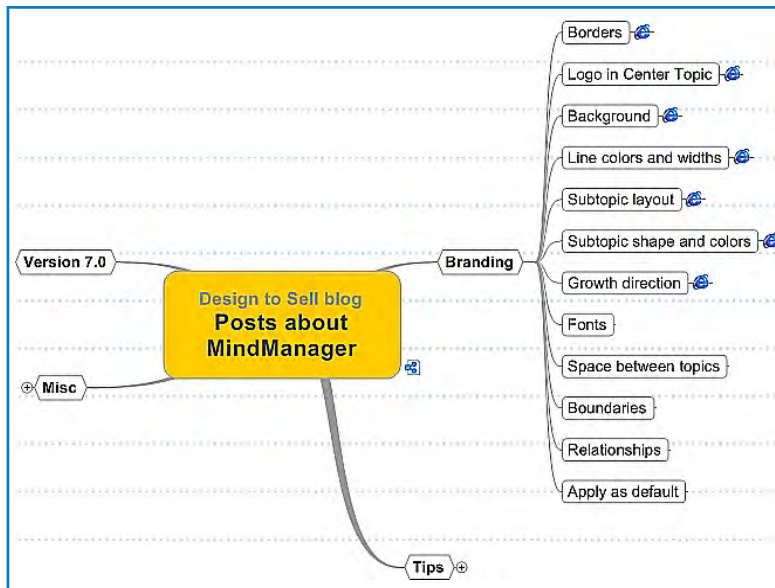 Borders
Logo in Center Topic
Background
Line colors and widths
Subtopic layout
Subtopic shape and colors
Growth direction
Fonts
Space between topics
Boundaries
Relationships
Apply as default
Branding
Version 7.0
Design to Sell blog
Posts about
MindManager
Misc
Tips